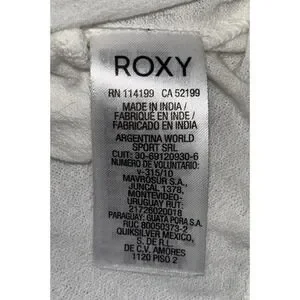 ROXY
RN 114199 CA 52199
MADE IN INDIA /
FABRIQUÉ EN INDE /
FABRICADO EN INDIA
ARGENTINA WORLD
SPORT SRL
CUIT: 30-69120930-6
NUMERO DE VOLUNTARIO:
v-315/10
MAVROSUR S.A.,
JUNCAL 1378,
MONTEVIDEO-
URUGUAY RUT:
21726020018
PARAGUAY: GUATA PORA S.A.
RUC 80050373-2
QUIKSILVER MEXICO,
S. DE R.L.
DE C.V. AMORES
1120 PISO 2